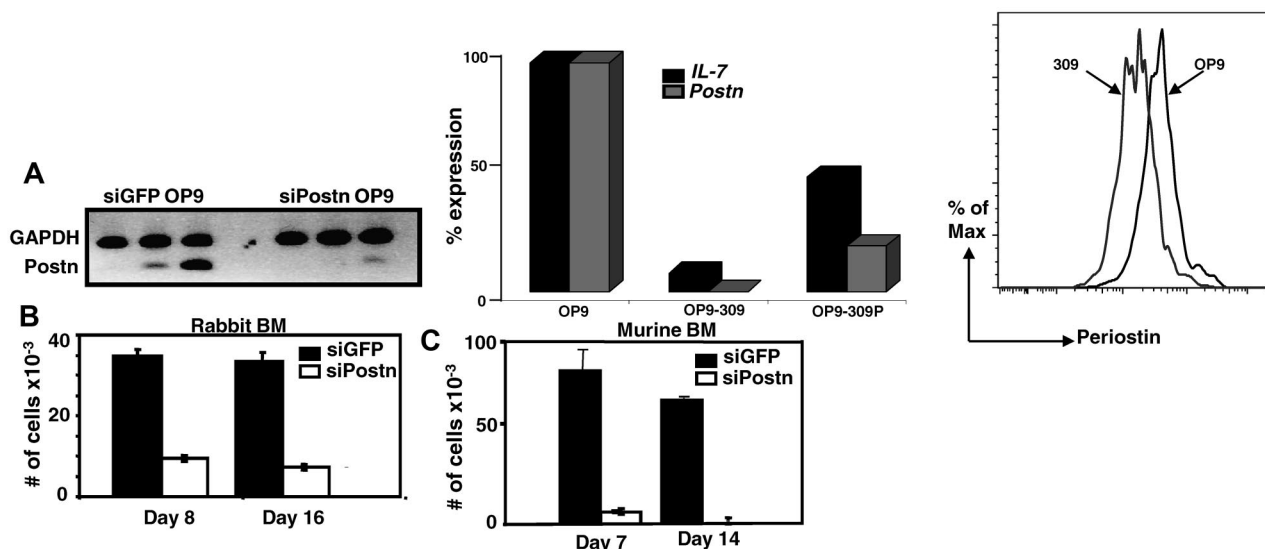 A
siGFP OP9 siPostn OP9
GAPDH
Postn
100
50
0
% expression
IL-7
Postn
OP9 OP9-309 OP9-309P
309 OP9
% of
Max
Periostin
B
Rabbit BM
40
20
0
# of cells x10-3
siGFP
siPostn
Day 8 Day 16
C
Murine BM
100
50
0
# of cells x10-3
siGFP
siPostn
Day 7 Day 14